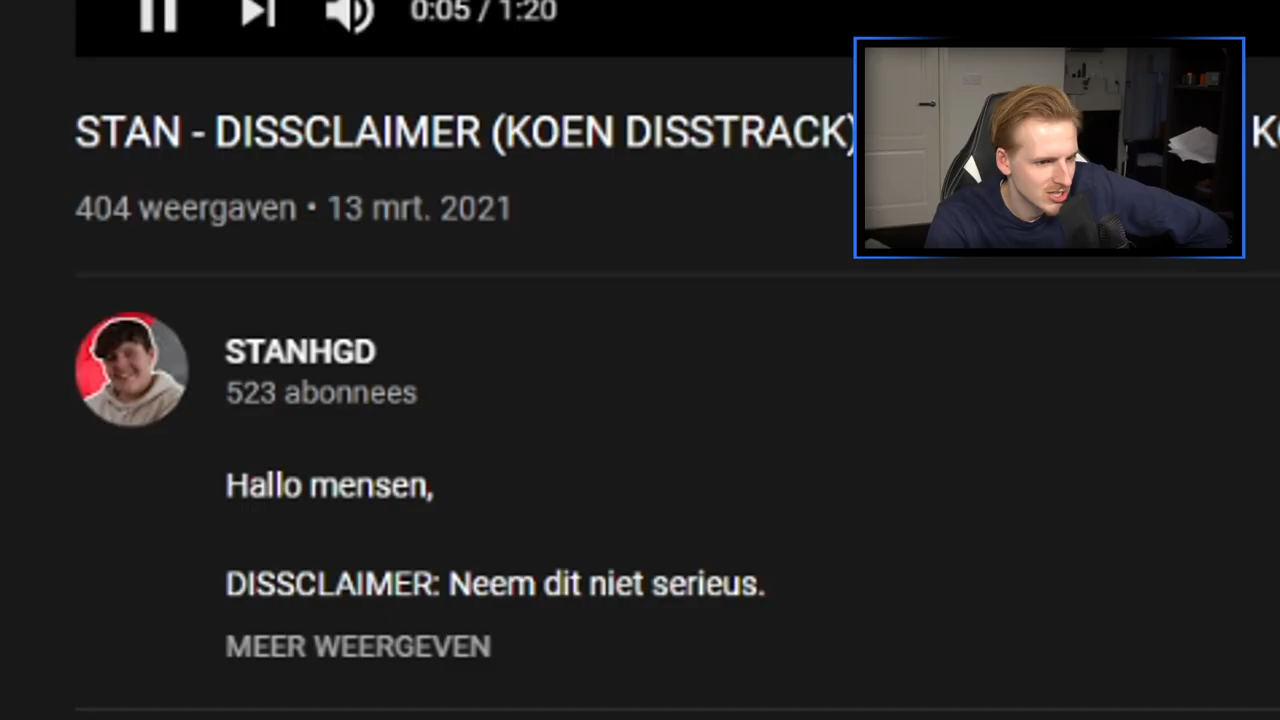 0:05 / 1:20
STAN - DISSCLAIMER (KOEN DISSTRACK)
404 weergaven • 13 mrt. 2021
STANHGD
523 abonnees
Hallo mensen,
DISSCLAIMER: Neem dit niet serieus.
MEER WEERGEVEN